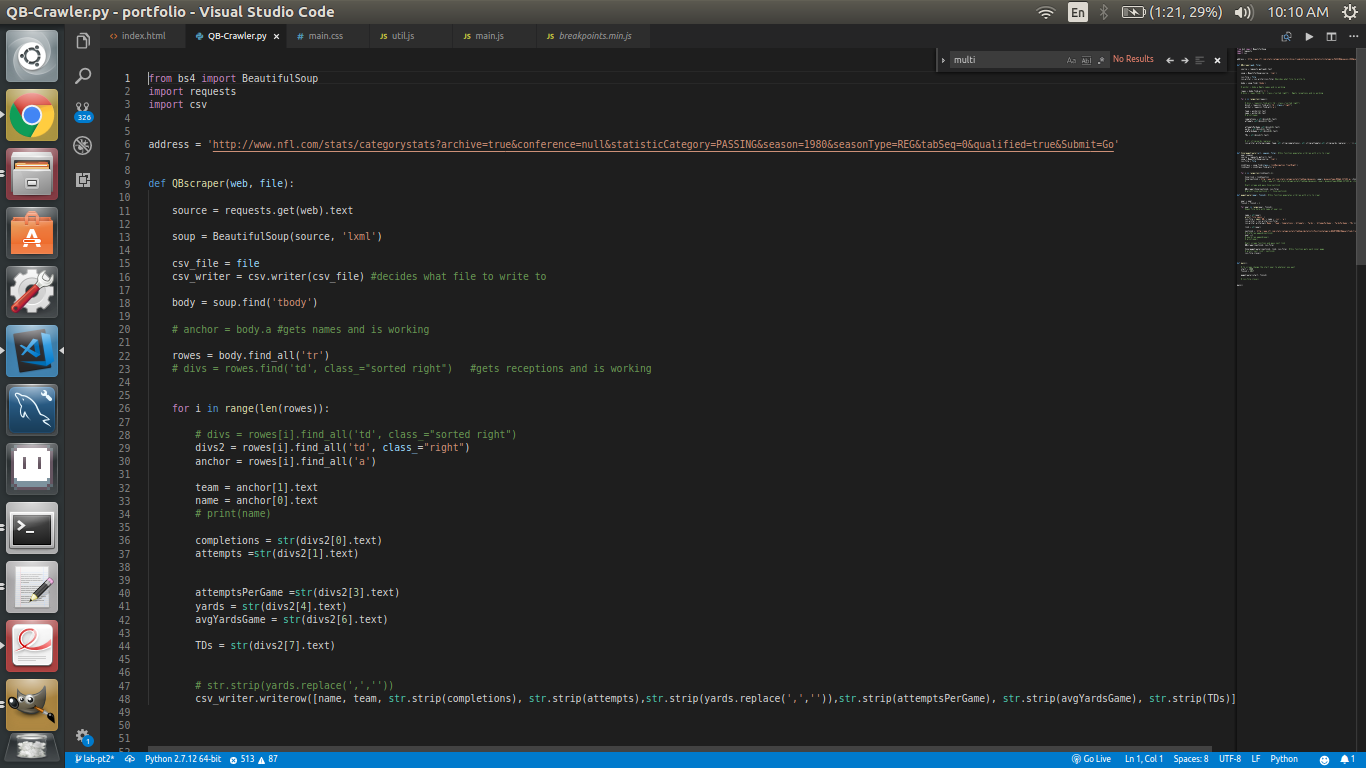 QB-Crawler.py - portfolio - Visual Studio Code
En
(1:21, 29%)
10:10 AM
index.html
QB-Crawler.py
# main.css
JS util.js
JS main.js
JS breakpoints.min.js
multi
Aa
Abl
No Results
326
1 from bs4 import BeautifulSoup
2 import requests
3 import csv
4
5
6 address = 'http://www.nfl.com/stats/categorystats?archive=true&conference=null&statisticCategory=PASSING&season=1980&seasonType=REG&tabSeq=0&qualified=true&Submit=Go'
7
8
9 def QBscraper(web, file):
10
11 source = requests.get(web).text
12
13 soup = BeautifulSoup(source, 'lxml')
14
15 csv_file = file
16 csv_writer = csv.writer(csv_file) #decides what file to write to
17
18 body = soup.find('tbody')
19
20 # anchor = body.a #gets names and is working
21
22 rowes = body.find_all('tr')
23 # divs = rowes.find('td', class_="sorted right")   #gets receptions and is working
24
25
26 for i in range(len(rowes)):
27
28 # divs = rowes[i].find_all('td', class_="sorted right")
29 divs2 = rowes[i].find_all('td', class_="right")
30 anchor = rowes[i].find_all('a')
31
32 team = anchor[1].text
33 name = anchor[0].text
34 # print(name)
35
36 completions = str(divs2[0].text)
37 attempts =str(divs2[1].text)
38
39
40 attemptsPerGame =str(divs2[3].text)
41 yards = str(divs2[4].text)
42 avgYardsGame = str(divs2[6].text)
43
44 TDs = str(divs2[7].text)
45
46
47 # str.strip(yards.replace(',',''))
48 csv_writer.writerow([name, team, str.strip(completions), str.strip(attempts),str.strip(yards.replace(',','')),str.strip(attemptsPerGame), str.strip(avgYardsGame), str.strip(TDs)]
49
50
51
52
1
lab-pt2*
Python 2.7.12 64-bit
513
87
Go Live
Ln 1, Col 1
Spaces: 8
UTF-8
LF
Python
1